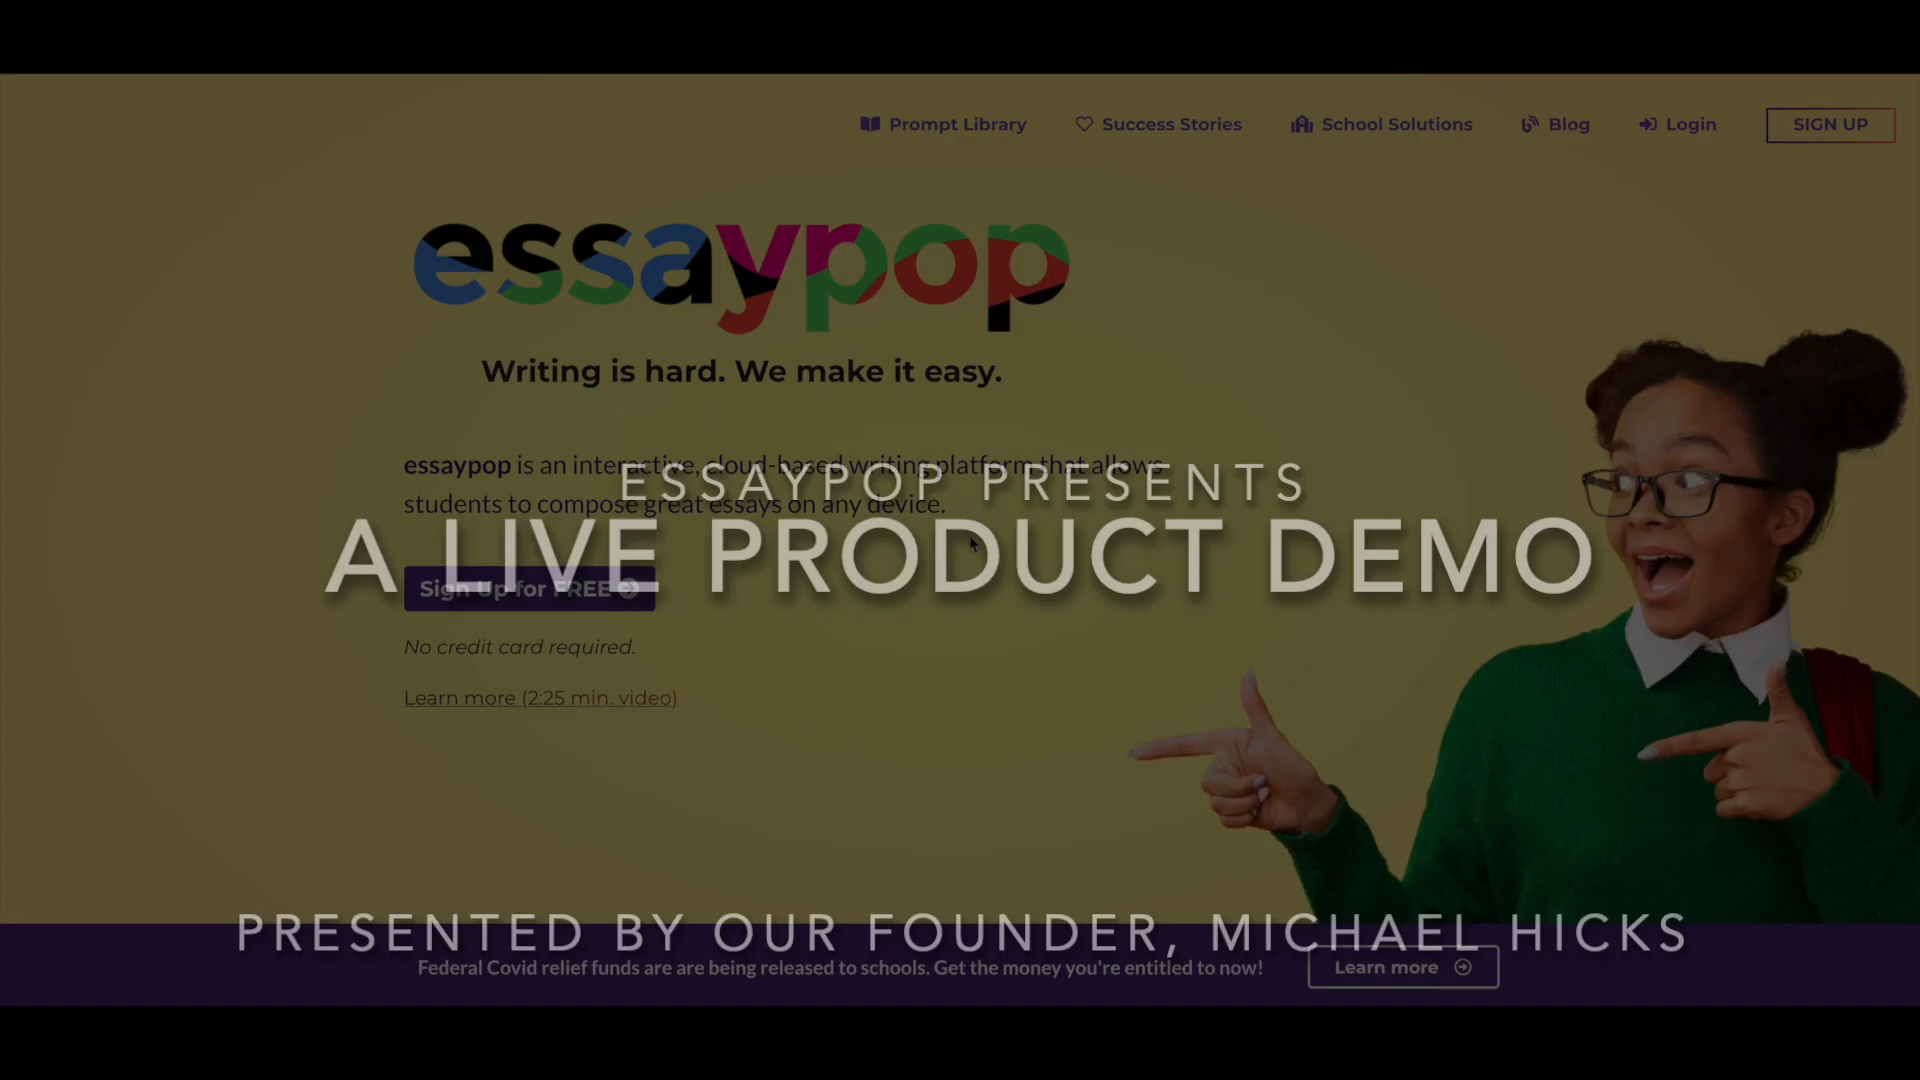 Prompt Library
Success Stories
School Solutions
Blog
Login
SIGN UP
essaypop
Writing is hard. We make it easy.
essaypop is an interactive, cloud-based writing platform that allows
students to compose great essays on any device.
ESSAYPOP PRESENTS
A LIVE PRODUCT DEMO
Sign Up for FREE
No credit card required.
Learn more (2:25 min. video)
PRESENTED BY OUR FOUNDER, MICHAEL HICKS
Federal Covid relief funds are are being released to schools. Get the money you're entitled to now!
Learn more